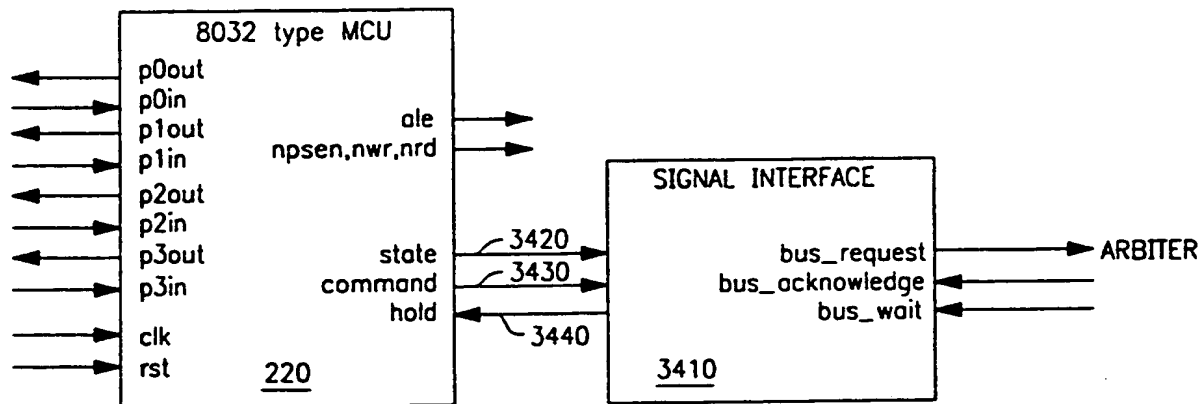 8032 type MCU
p0out
p0in
p1out
p1in
p2out
p2in
p3out
p3in
clk
rst
ale
npsen,nwr,nrd
state
command
hold
220
3420
3430
3440
SIGNAL INTERFACE
bus_request
bus_acknowledge
bus_wait
3410
ARBITER